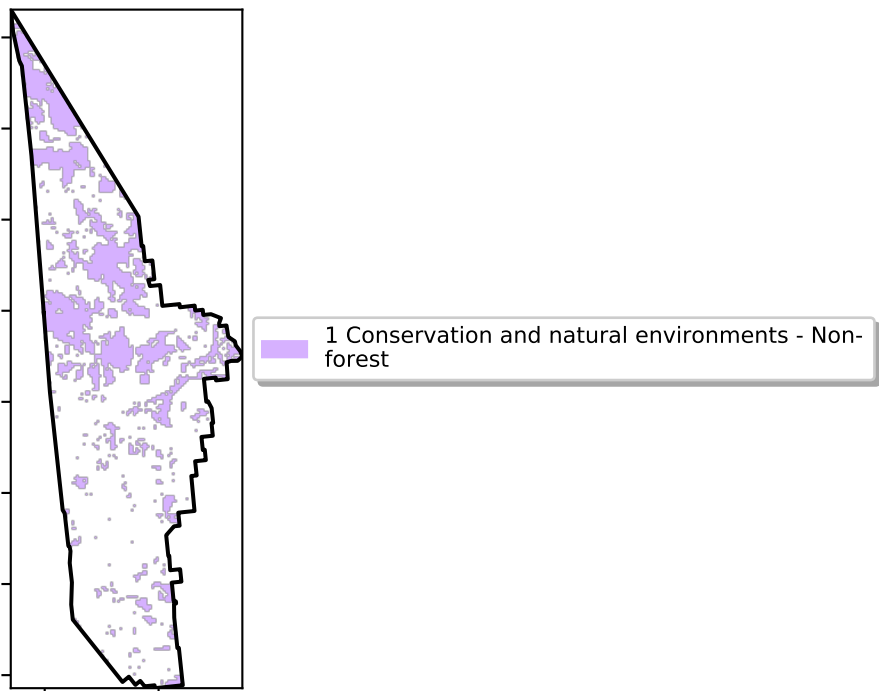 1 Conservation and natural environments - Non-
forest